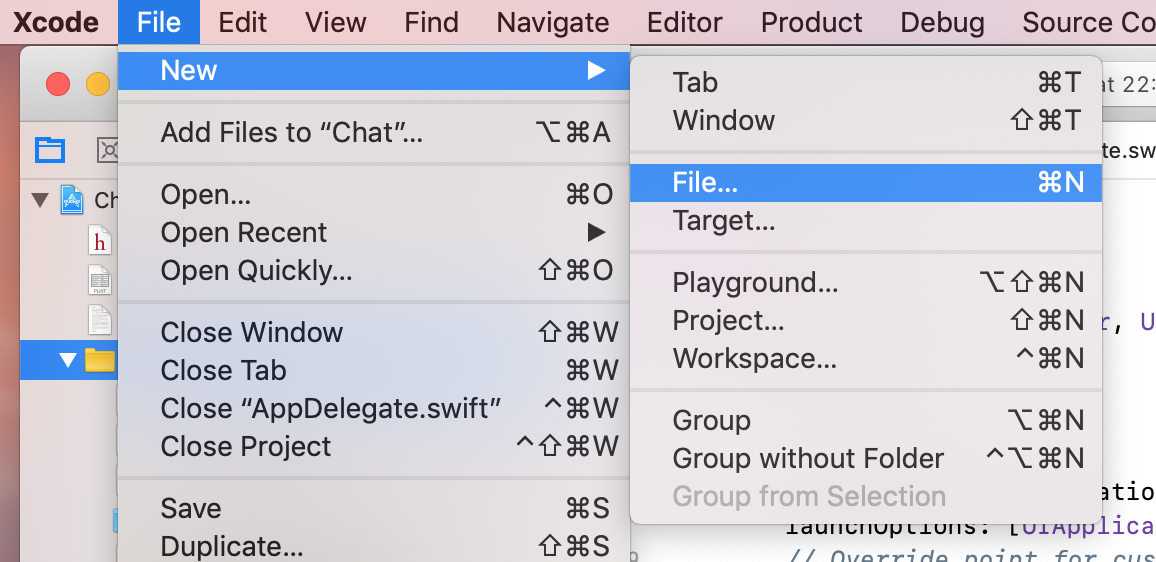 Xcode File Edit View Find Navigate Editor Product Debug Source Co
New ▶
Add Files to “Chat”... ⌥⌘A
Open... ⌘O
Open Recent ▶
Open Quickly... ⇧⌘O
Close Window ⇧⌘W
Close Tab ⌘W
Close “AppDelegate.swift” ^⌘W
Close Project ^⇧⌘W
Save ⌘S
Duplicate... ⇧⌘S
Tab ⌘T
Window ⇧⌘T
File... ⌘N
Target...
Playground... ⌥⇧⌘N
Project... ⇧⌘N
Workspace... ^⌘N
Group ⌥⌘N
Group without Folder ^⌥⌘N
Group from Selection
at 22:
te.sw
Ch
h
r, U
atio
launchOptions: [UIApplica
// Override point for cus